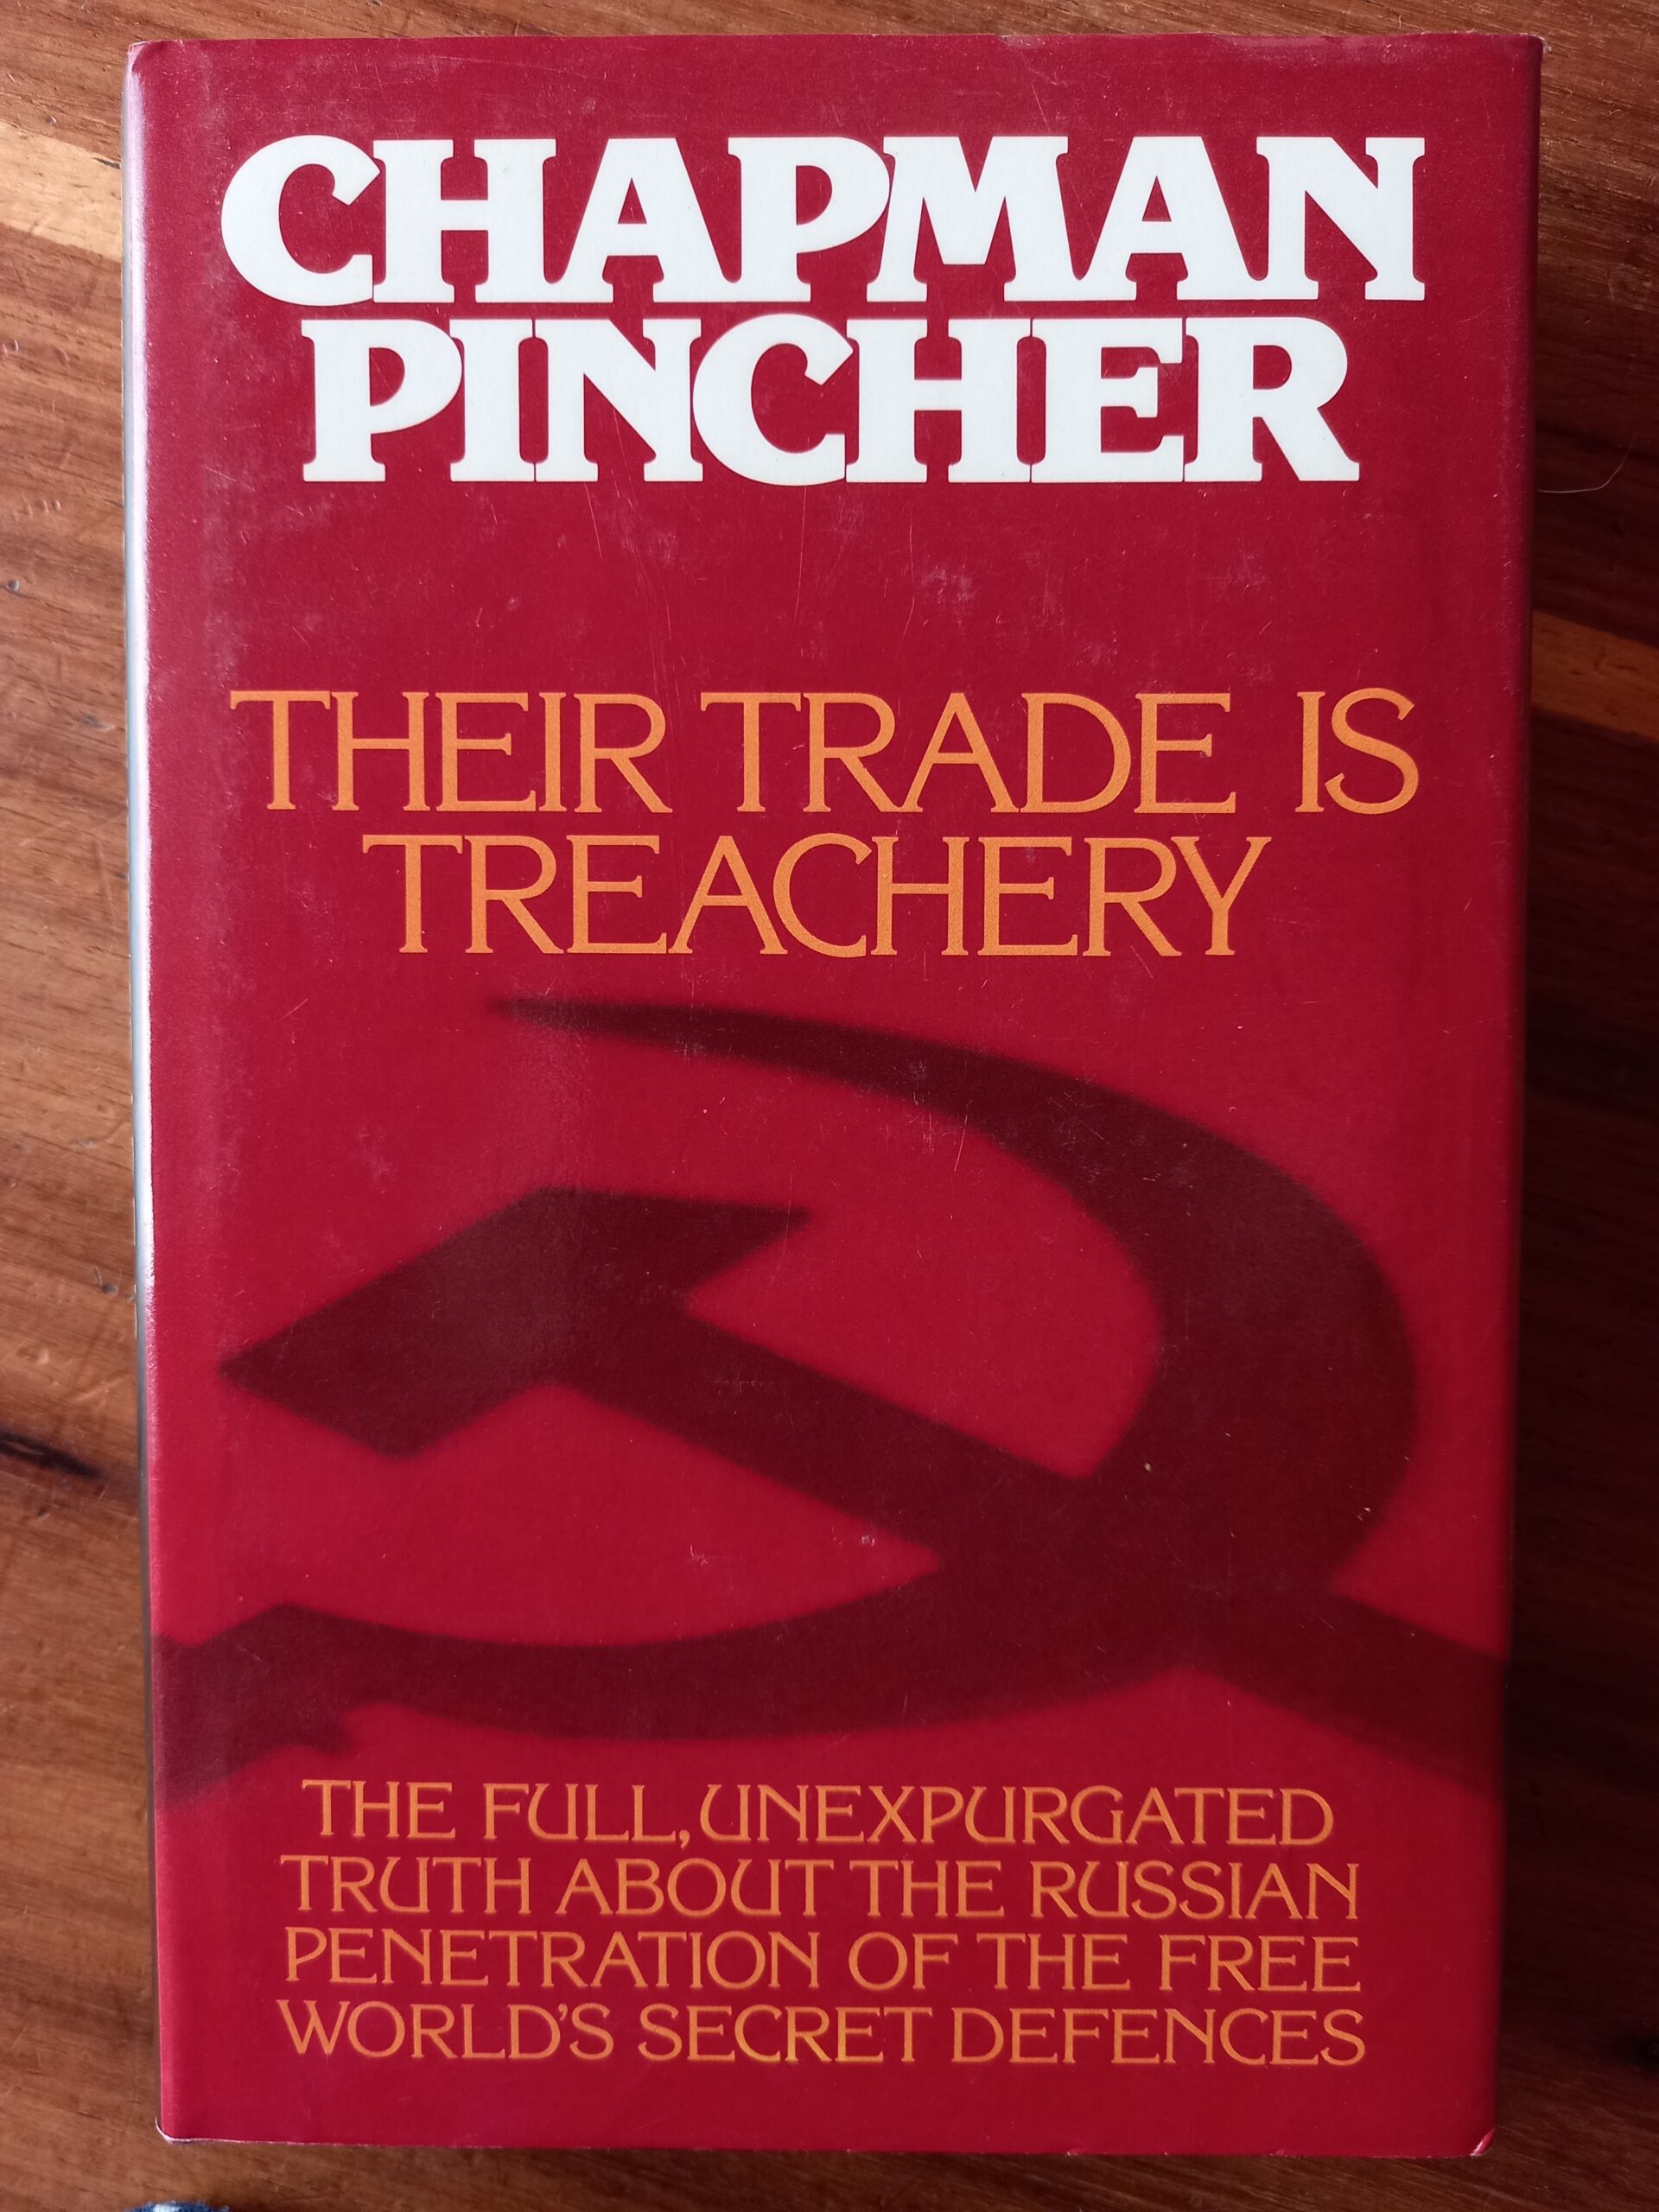 CHAPMAN
PINCHER
THEIR TRADE IS
TREACHERY
THE FULL, UNEXPURGATED
TRUTH ABOUT THE RUSSIAN
PENETRATION OF THE FREE
WORLD'S SECRET DEFENCES